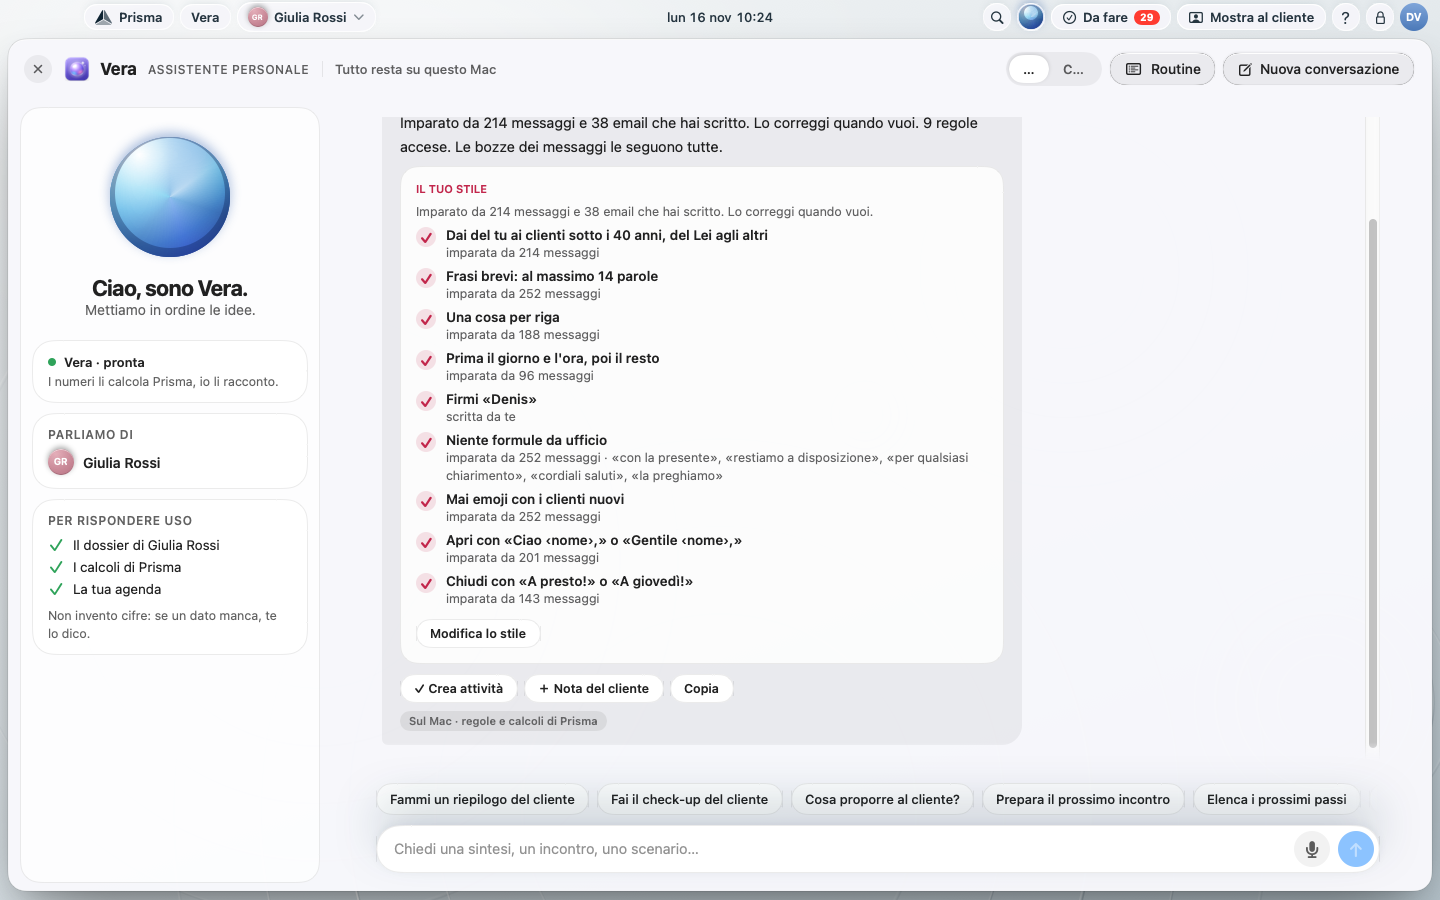 Prisma
Vera
GR Giulia Rossi
lun 16 nov 10:24
Da fare 29
Mostra al cliente
?
DV
Vera ASSISTENTE PERSONALE Tutto resta su questo Mac
...
C...
Routine
Nuova conversazione
Ciao, sono Vera.
Mettiamo in ordine le idee.
Vera · pronta
I numeri li calcola Prisma, io li racconto.
PARLIAMO DI
GR Giulia Rossi
PER RISPONDERE USO
Il dossier di Giulia Rossi
I calcoli di Prisma
La tua agenda
Non invento cifre: se un dato manca, te
lo dico.
Imparato da 214 messaggi e 38 email che hai scritto. Lo correggi quando vuoi. 9 regole
accese. Le bozze dei messaggi le seguono tutte.
IL TUO STILE
Imparato da 214 messaggi e 38 email che hai scritto. Lo correggi quando vuoi.
Dai del tu ai clienti sotto i 40 anni, del Lei agli altri
imparata da 214 messaggi
Frasi brevi: al massimo 14 parole
imparata da 252 messaggi
Una cosa per riga
imparata da 188 messaggi
Prima il giorno e l'ora, poi il resto
imparata da 96 messaggi
Firmi «Denis»
scritta da te
Niente formule da ufficio
imparata da 252 messaggi · «con la presente», «restiamo a disposizione», «per qualsiasi
chiarimento», «cordiali saluti», «la preghiamo»
Mai emoji con i clienti nuovi
imparata da 252 messaggi
Apri con «Ciao ‹nome›,» o «Gentile ‹nome›,»
imparata da 201 messaggi
Chiudi con «A presto!» o «A giovedì!»
imparata da 143 messaggi
Modifica lo stile
Crea attività
+ Nota del cliente
Copia
Sul Mac · regole e calcoli di Prisma
Fammi un riepilogo del cliente
Fai il check-up del cliente
Cosa proporre al cliente?
Prepara il prossimo incontro
Elenca i prossimi passi
Chiedi una sintesi, un incontro, uno scenario...